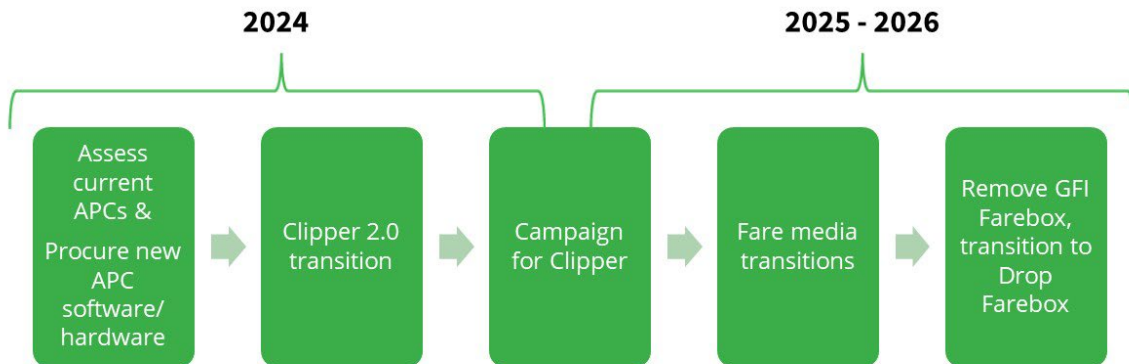 2024
2025 - 2026
Assess
current
APCs &
Procure new
APC
software/
hardware
Clipper 2.0
transition
Campaign
for Clipper
Fare media
transitions
Remove GFI
Farebox,
transition to
Drop
Farebox